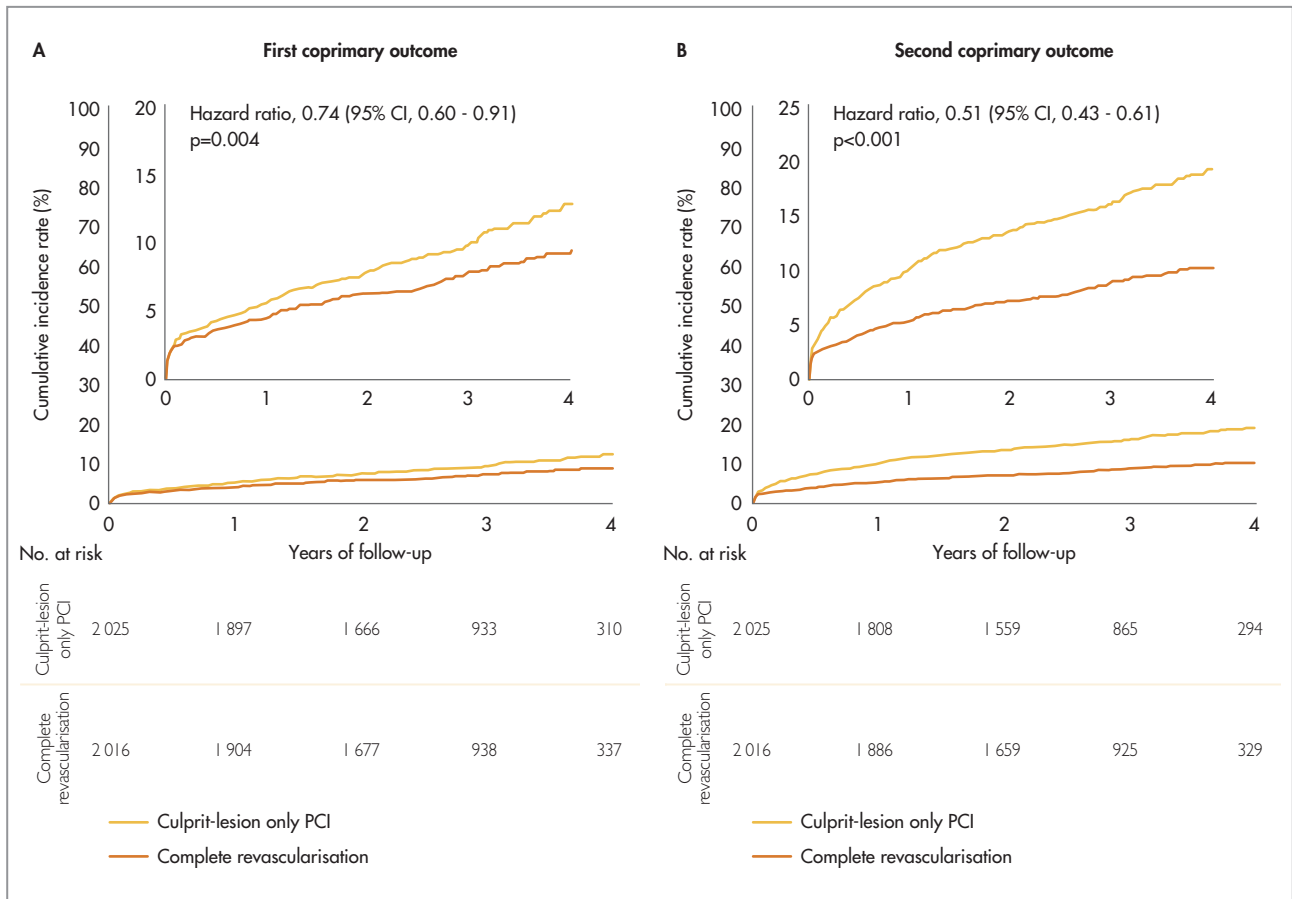 A
First coprimary outcome
Hazard ratio, 0.74 (95% CI, 0.60 - 0.91)
p=0.004
Cumulative incidence rate (%)
100
90
80
70
60
50
40
30
20
10
0
20
15
10
5
0
0 1 2 3 4
0 1 2 3 4
Years of follow-up
No. at risk
Culprit-lesion
only PCI
2 025 1 897 1 666 933 310
Complete
revascularisation
2 016 1 904 1 677 938 337
Culprit-lesion only PCI
Complete revascularisation
B
Second coprimary outcome
Hazard ratio, 0.51 (95% CI, 0.43 - 0.61)
p<0.001
Cumulative incidence rate (%)
100
90
80
70
60
50
40
30
20
10
0
25
20
15
10
5
0
0 1 2 3 4
0 1 2 3 4
Years of follow-up
No. at risk
Culprit-lesion
only PCI
2 025 1 808 1 559 865 294
Complete
revascularisation
2 016 1 886 1 659 925 329
Culprit-lesion only PCI
Complete revascularisation